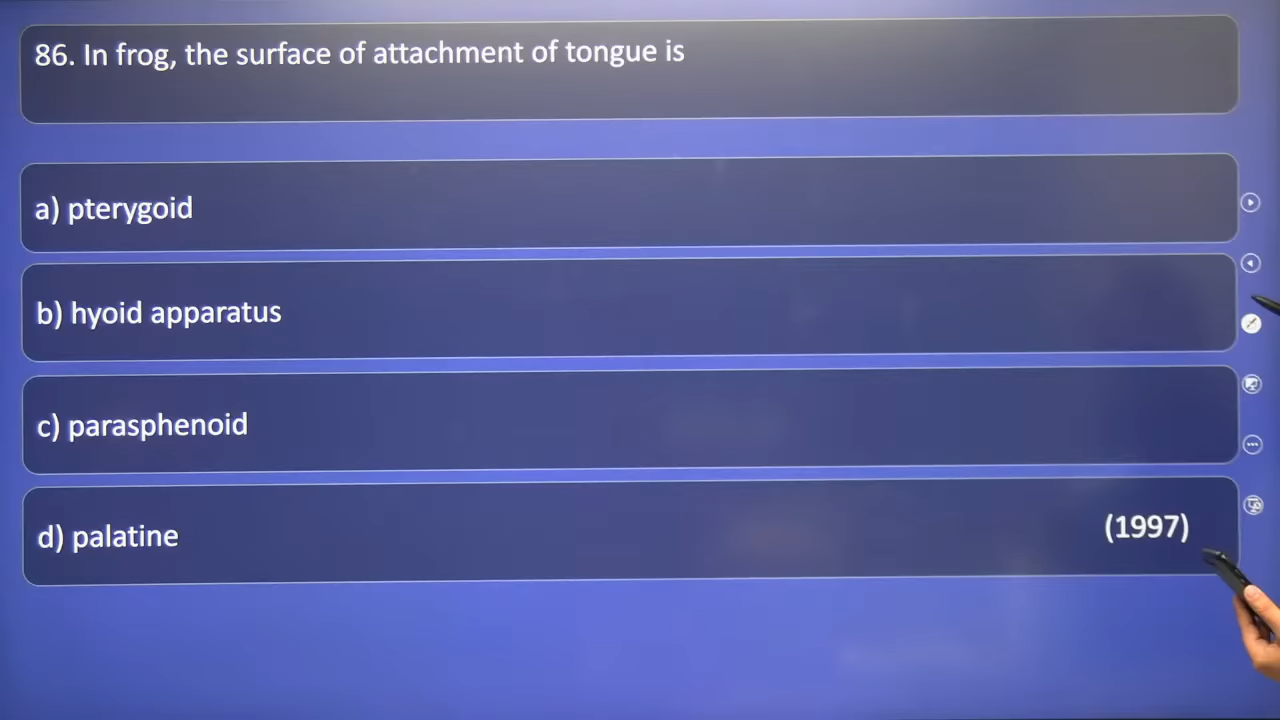 86. In frog, the surface of attachment of tongue is
a) pterygoid
b) hyoid apparatus
c) parasphenoid
d) palatine
(1997)